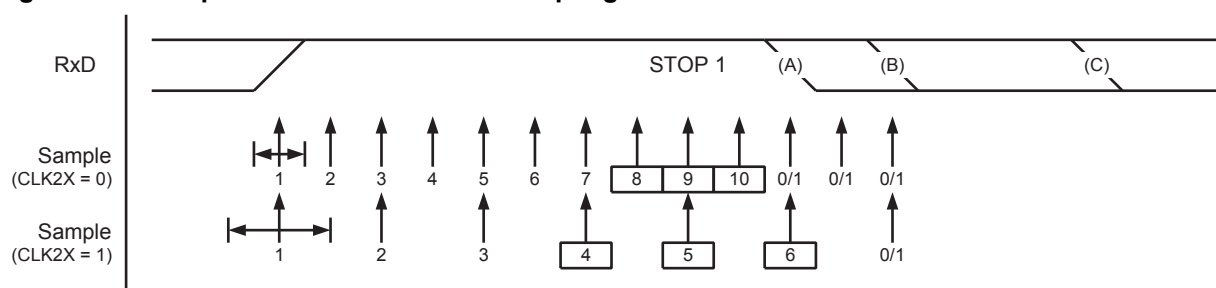 RxD STOP 1 (A) (B) (C)
Sample
(CLK2X = 0)
1 2 3 4 5 6 7 8 9 10 0/1 0/1 0/1
Sample
(CLK2X = 1)
1 2 3 4 5 6 0/1